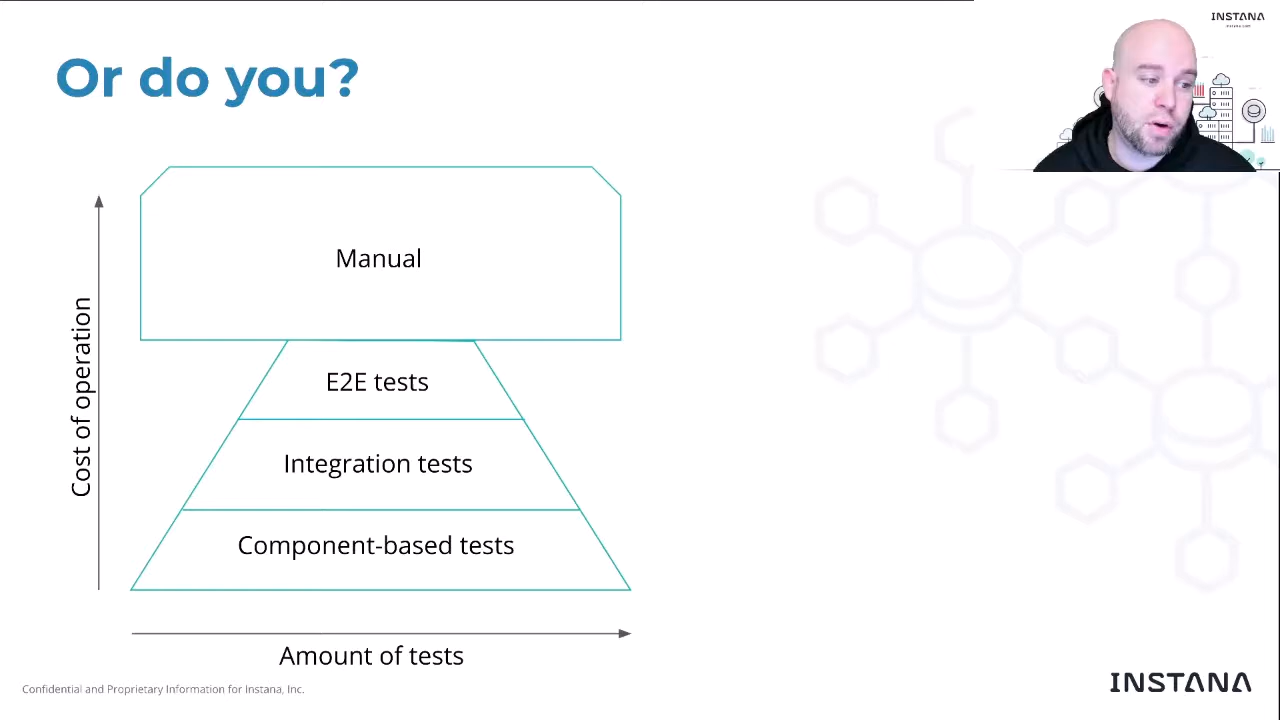 INSTANA
Or do you?
Manual
Cost of operation
E2E tests
Integration tests
Component-based tests
Amount of tests
Confidential and Proprietary Information for Instana, Inc.
INSTANA